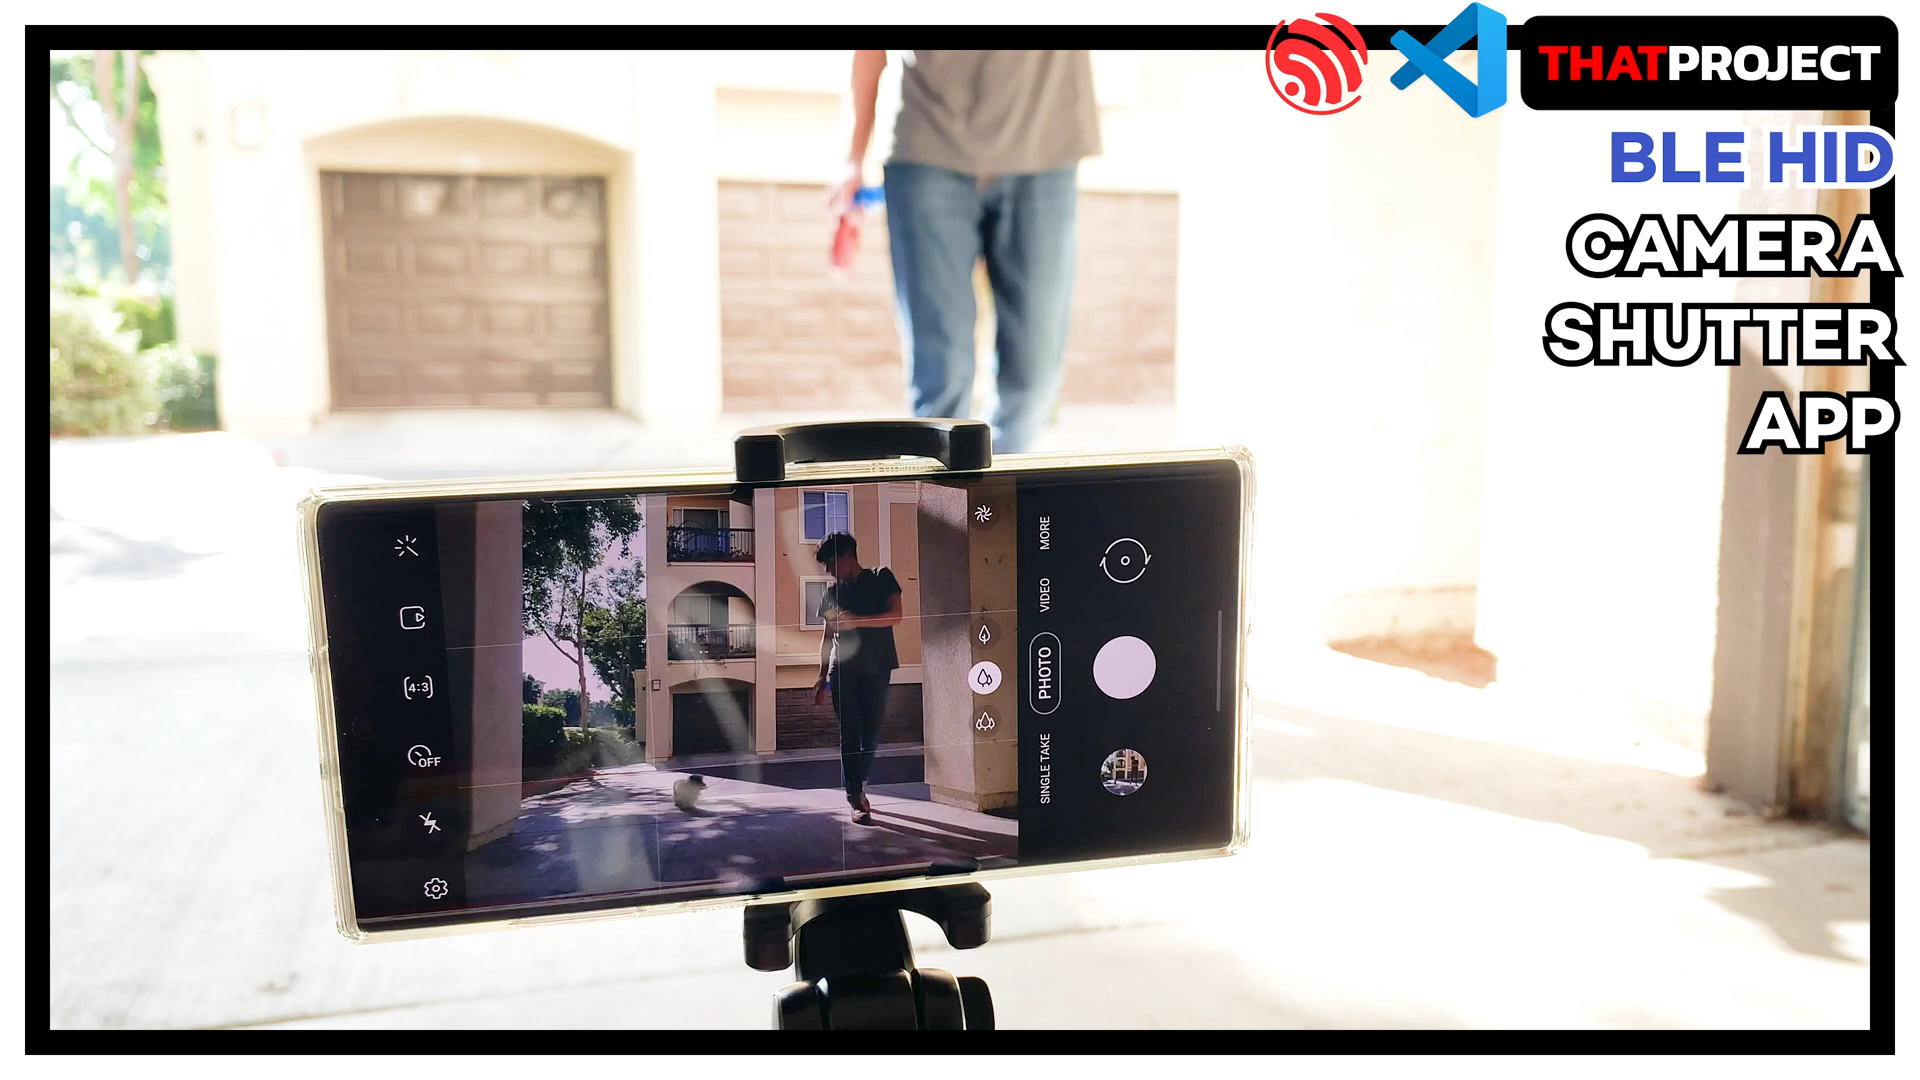 THATPROJECT
BLE HID
CAMERA
SHUTTER
APP
MORE
VIDEO
PHOTO
SINGLE TAKE
4:3
OFF